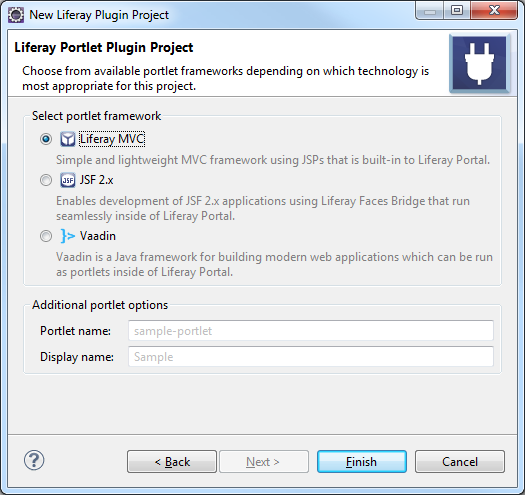 New Liferay Plugin Project
Liferay Portlet Plugin Project
Choose from available portlet frameworks depending on which technology is
most appropriate for this project.
Select portlet framework
Liferay MVC
Simple and lightweight MVC framework using JSPs that is built-in to Liferay Portal.
JSF JSF 2.x
Enables development of JSF 2.x applications using Liferay Faces Bridge that run
seamlessly inside of Liferay Portal.
}> Vaadin
Vaadin is a Java framework for building modern web applications which can be run
as portlets inside of Liferay Portal.
Additional portlet options
Portlet name: sample-portlet
Display name: Sample
? < Back Next > Finish Cancel